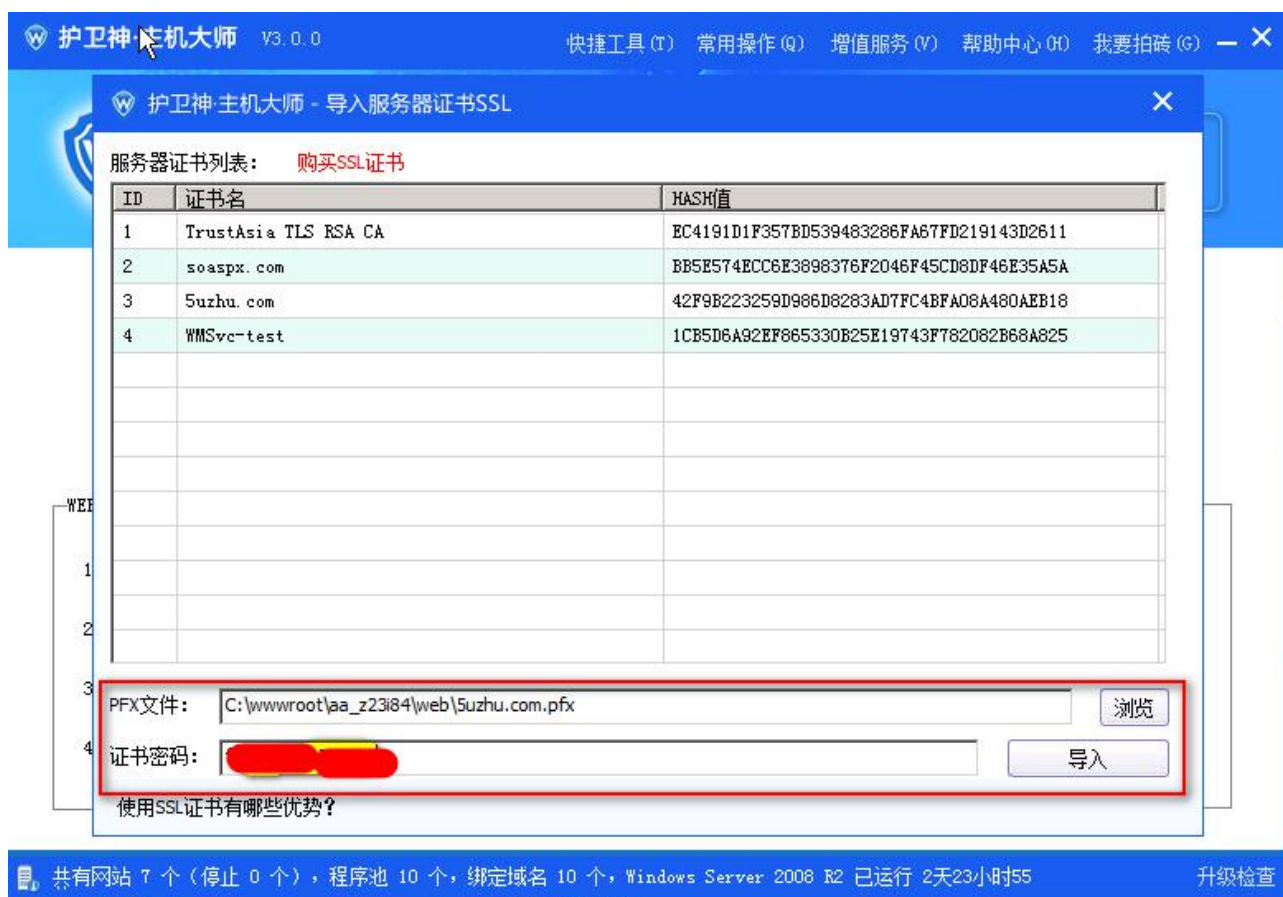 护卫神·主机大师 V3.0.0 快捷工具(T) 常用操作(Q) 增值服务(V) 帮助中心(H) 我要拍砖(G)
护卫神·主机大师 - 导入服务器证书SSL
服务器证书列表： 购买SSL证书
ID 证书名 HASH值
1 TrustAsia TLS RSA CA EC4191D1F357BD539483286FA67FD219143D2611
2 soaspx.com BB5E574ECC6E3898376F2046F45CD8DF46E35A5A
3 5uzhu.com 42F9B223259D986D8283AD7FC4BFA08A480AEB18
4 WMSvc-test 1CB5D6A92EF865330B25E19743F782082B68A825
WEB
1
2
3
4
PFX文件： C:\wwwroot\aa_z23i84\web\5uzhu.com.pfx 浏览
证书密码： 导入
使用SSL证书有哪些优势?
共有网站 7 个（停止 0 个），程序池 10 个，绑定域名 10 个，Windows Server 2008 R2 已运行 2天23小时55 升级检查